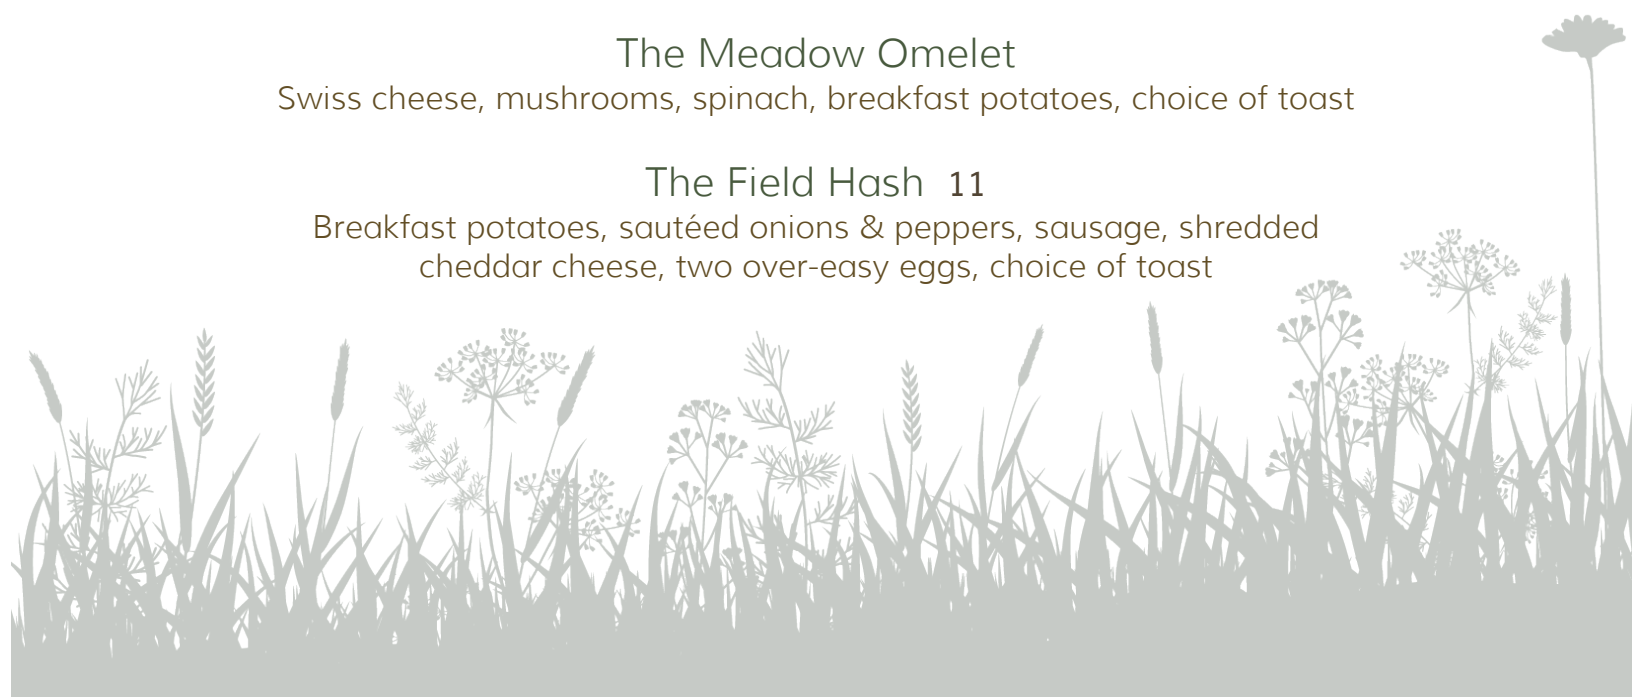 The Meadow Omelet
Swiss cheese, mushrooms, spinach, breakfast potatoes, choice of toast
The Field Hash 11
Breakfast potatoes, sautéed onions & peppers, sausage, shredded
cheddar cheese, two over-easy eggs, choice of toast